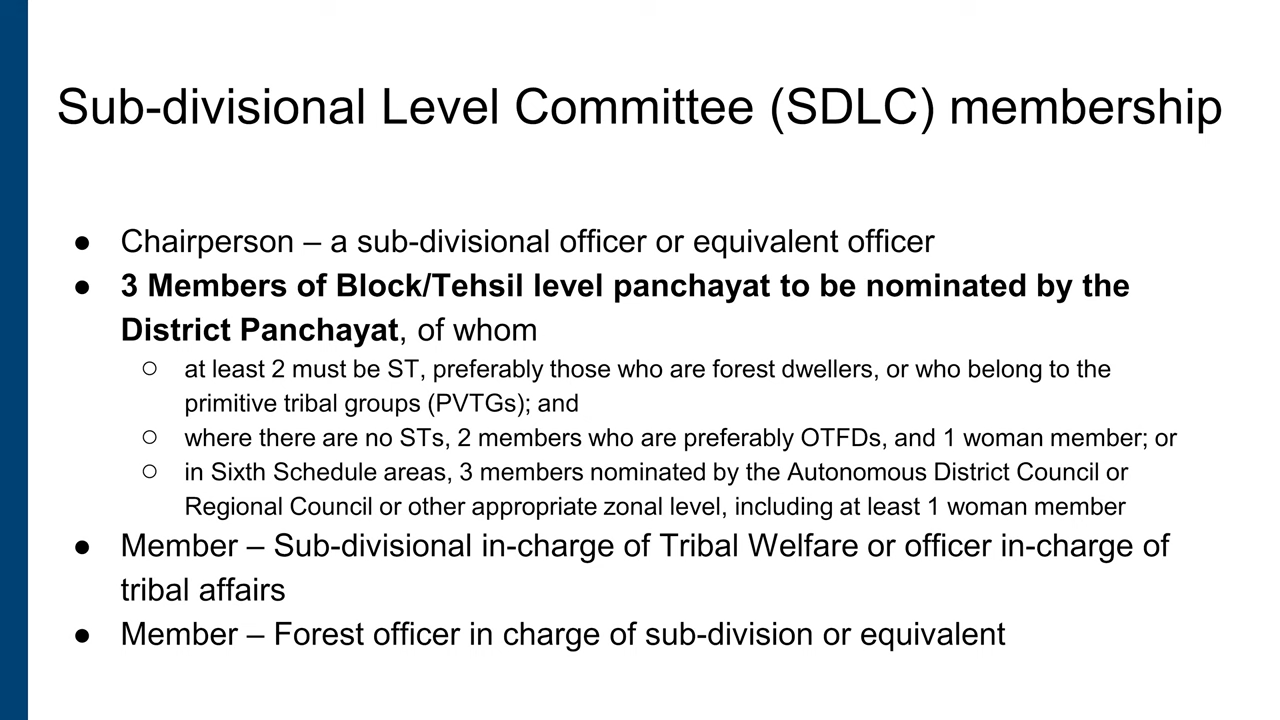 Sub-divisional Level Committee (SDLC) membership
● Chairperson – a sub-divisional officer or equivalent officer
● 3 Members of Block/Tehsil level panchayat to be nominated by the
District Panchayat, of whom
○ at least 2 must be ST, preferably those who are forest dwellers, or who belong to the
primitive tribal groups (PVTGs); and
○ where there are no STs, 2 members who are preferably OTFDs, and 1 woman member; or
○ in Sixth Schedule areas, 3 members nominated by the Autonomous District Council or
Regional Council or other appropriate zonal level, including at least 1 woman member
● Member – Sub-divisional in-charge of Tribal Welfare or officer in-charge of
tribal affairs
● Member – Forest officer in charge of sub-division or equivalent